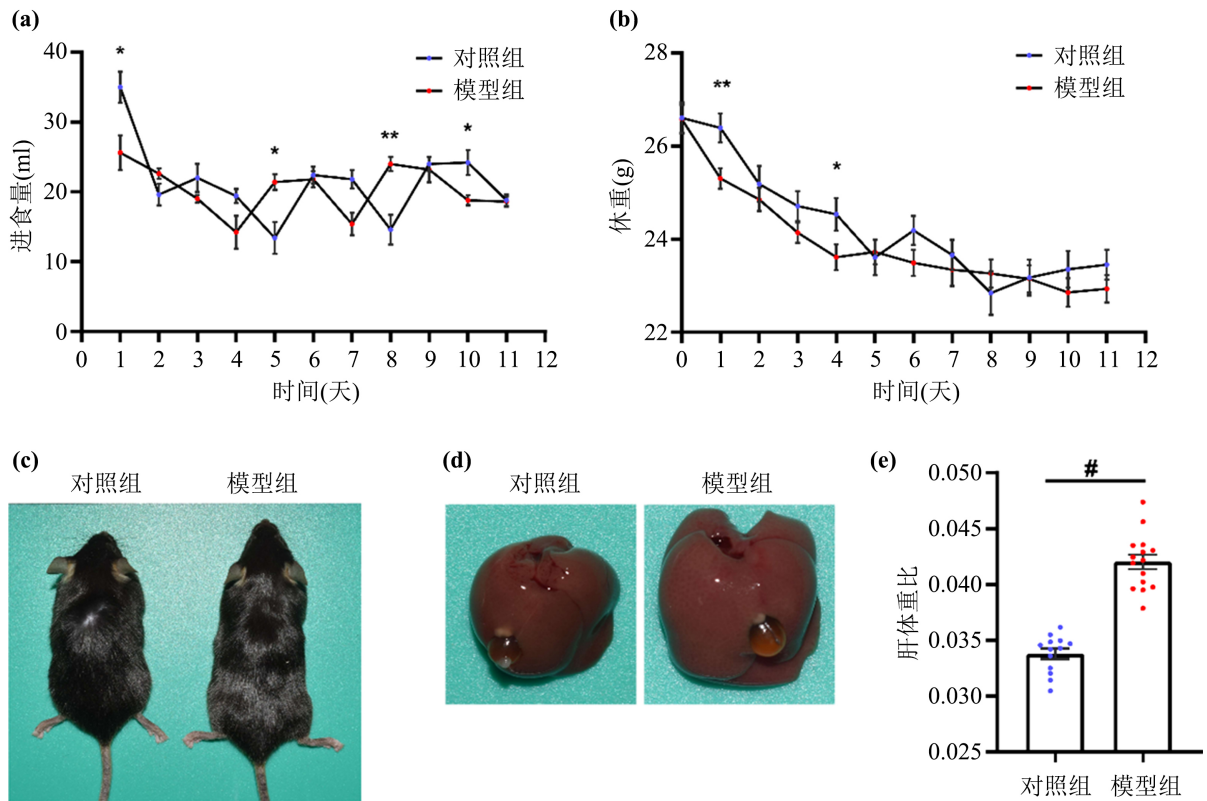 (a)
40
30
20
10
0
进食量(ml)
*
*
**
*
对照组
模型组
0 1 2 3 4 5 6 7 8 9 10 11 12
时间(天)
(b)
28
26
24
22
体重(g)
**
*
对照组
模型组
0 1 2 3 4 5 6 7 8 9 10 11 12
时间(天)
(c)
对照组 模型组
(d)
对照组 模型组
(e)
0.050
0.045
0.040
0.035
0.030
0.025
肝体重比
#
对照组 模型组